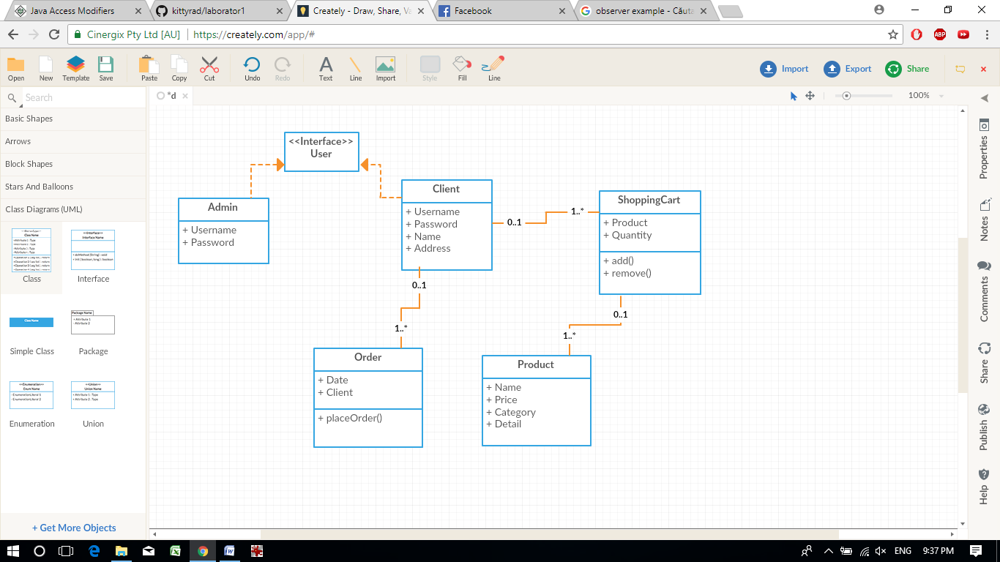 Java Access Modifiers
kittyrad/laborator1
Creately - Draw, Share, Va
Facebook
observer example - Căuta
Cinergix Pty Ltd [AU]
https://creately.com/app/#
ABP
Open
New
Template
Save
Paste
Copy
Cut
Undo
Redo
Text
Line
Import
Style
Fill
Line
Import
Export
Share
Search
*d
100%
Basic Shapes
Arrows
Block Shapes
Stars And Balloons
Class Diagrams (UML)
Class
Interface
Simple Class
Package
Enumeration
Union
+ Get More Objects
<<Interface>>
User
Admin
+ Username
+ Password
Client
+ Username
+ Password
+ Name
+ Address
0..1
1..*
ShoppingCart
+ Product
+ Quantity
+ add()
+ remove()
0..1
1..*
Order
+ Date
+ Client
+ placeOrder()
0..1
1..*
Product
+ Name
+ Price
+ Category
+ Detail
Properties
Notes
Comments
Share
Publish
Help
ENG
9:37 PM